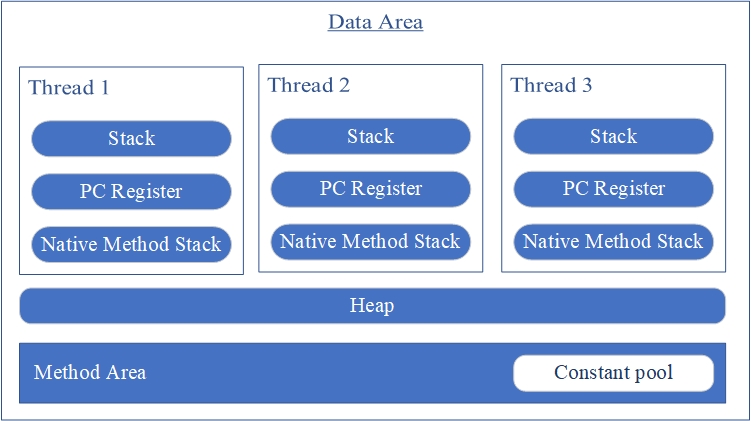 Data Area
Thread 1
Stack
PC Register
Native Method Stack
Thread 2
Stack
PC Register
Native Method Stack
Thread 3
Stack
PC Register
Native Method Stack
Heap
Method Area
Constant pool